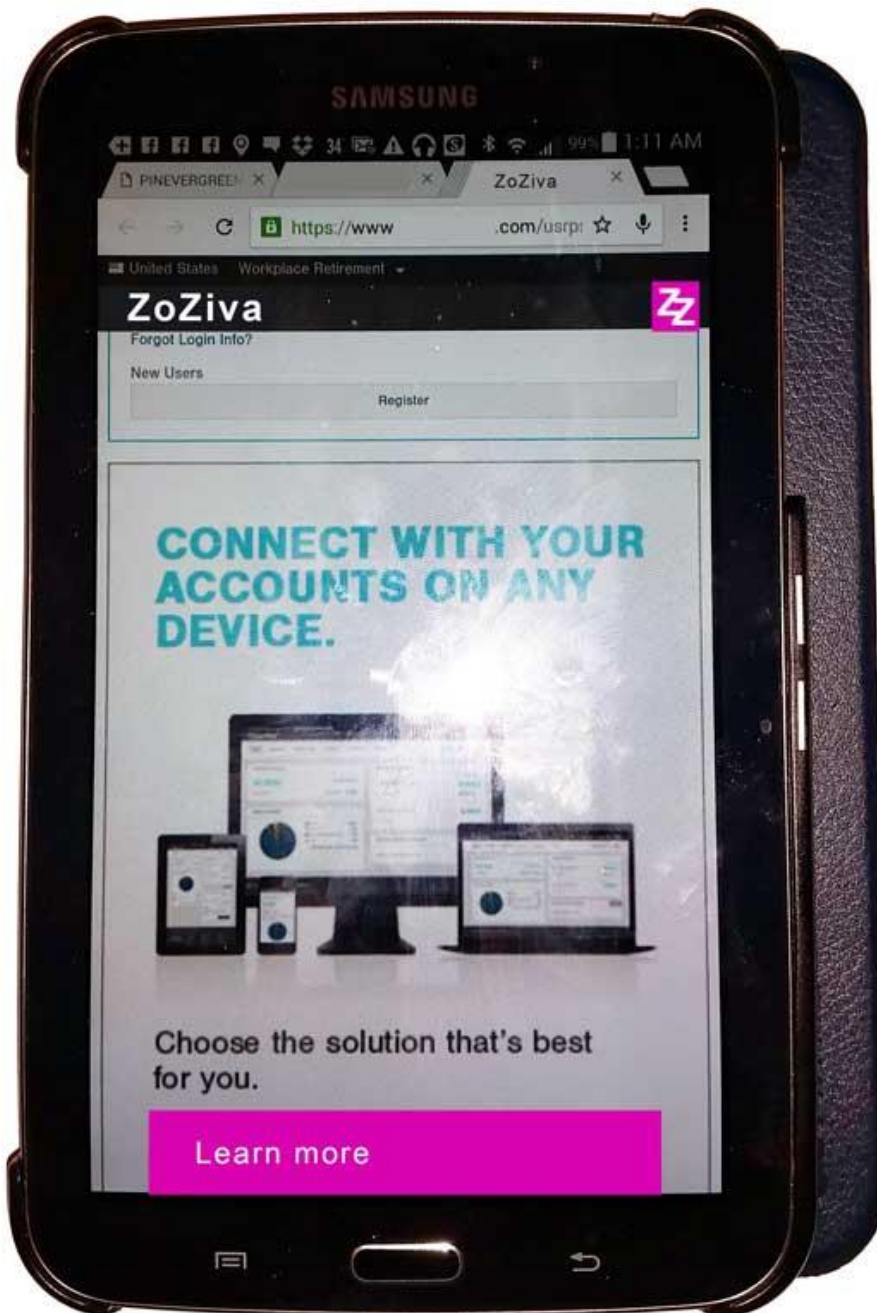 SAMSUNG
34 99% 1:11 AM
PINEVERGREEN
ZoZiva
https://www .com/usrp
United States Workplace Retirement
ZoZiva
ZZ
Forgot Login Info?
New Users
Register
CONNECT WITH YOUR
ACCOUNTS ON ANY
DEVICE.
Choose the solution that's best
for you.
Learn more